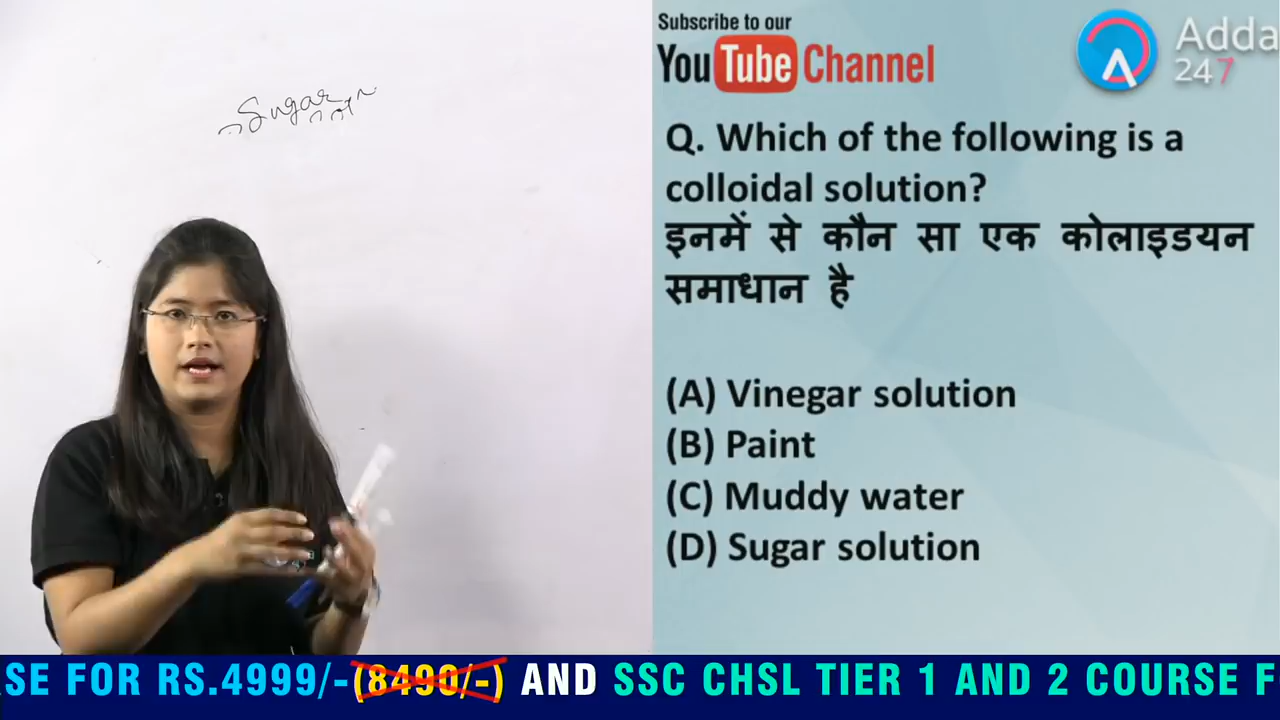 Sugar
Subscribe to our
YouTube Channel
Adda
247
Q. Which of the following is a
colloidal solution?
इनमें से कौन सा एक कोलाइडयन
समाधान है
(A) Vinegar solution
(B) Paint
(C) Muddy water
(D) Sugar solution
SE FOR RS.4999/-(8490/-) AND SSC CHSL TIER 1 AND 2 COURSE F